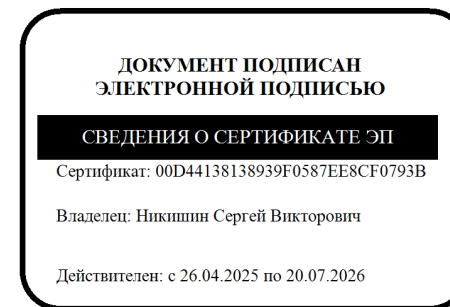 ДОКУМЕНТ ПОДПИСАН
ЭЛЕКТРОННОЙ ПОДПИСЬЮ
СВЕДЕНИЯ О СЕРТИФИКАТЕ ЭП
Сертификат: 00D44138138939F0587EE8CF0793B
Владелец: Никишин Сергей Викторович
Действителен: с 26.04.2025 по 20.07.2026